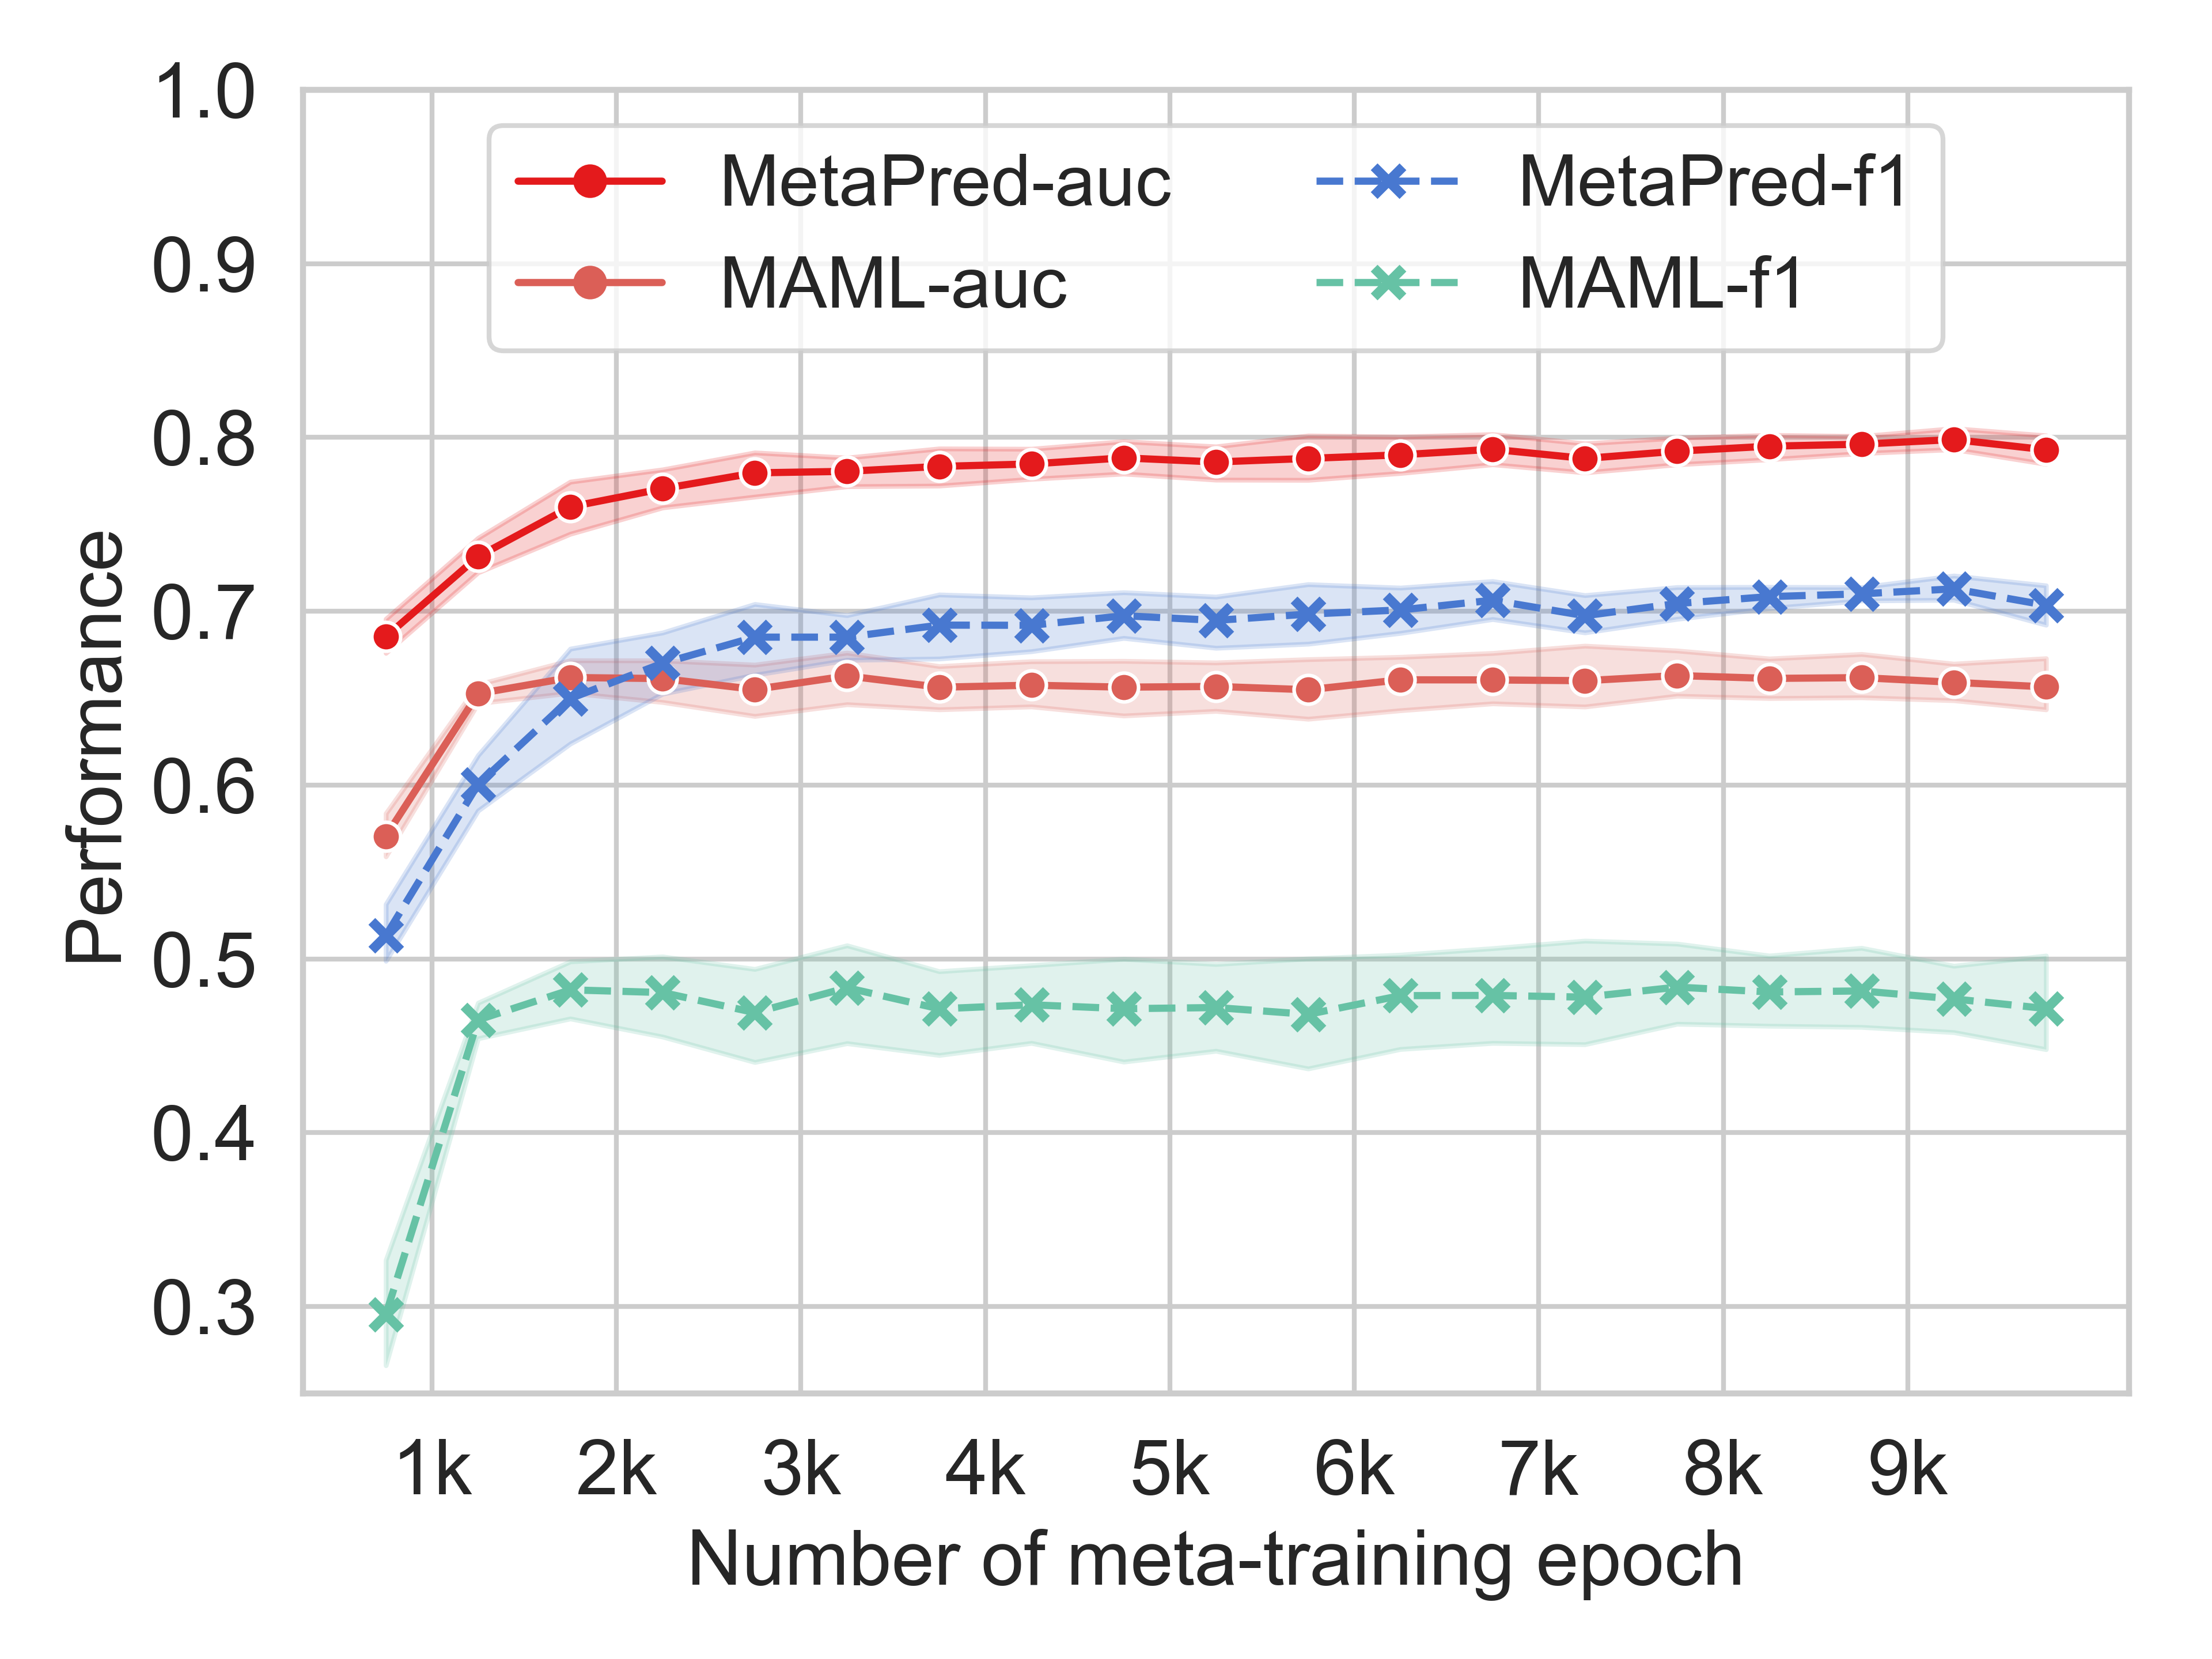 1.0
0.9
0.8
0.7
0.6
0.5
0.4
0.3
Performance
MetaPred-auc
MAML-auc
MetaPred-f1
MAML-f1
1k 2k 3k 4k 5k 6k 7k 8k 9k
Number of meta-training epoch